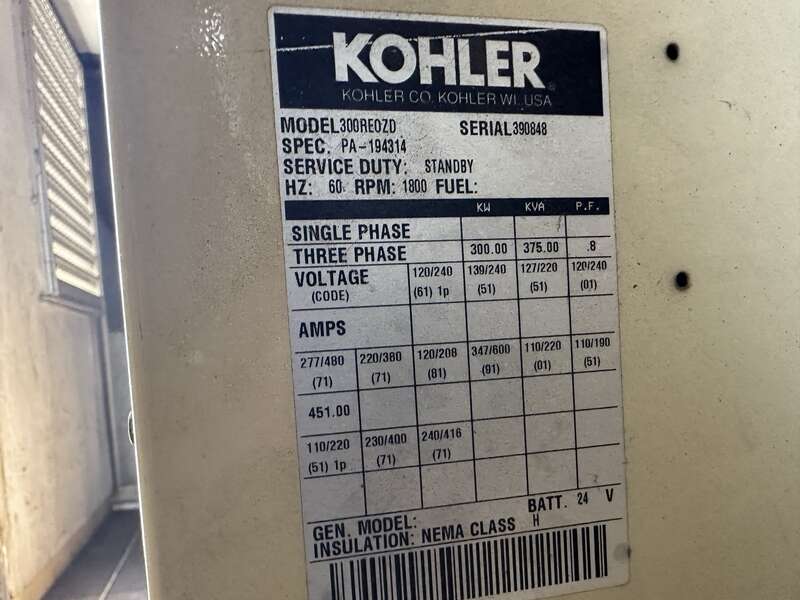 KOHLER®
KOHLER CO. KOHLER WI. USA
MODEL 300REOZD SERIAL 390848
SPEC. PA-194314
SERVICE DUTY: STANDBY
HZ: 60 RPM: 1800 FUEL:
KW KVA P.F.
SINGLE PHASE
THREE PHASE 300.00 375.00 .8
VOLTAGE 120/240 139/240 127/220 120/240
(CODE) (61) 1p (51) (51) (01)
AMPS
277/480 220/380 120/208 347/600 110/220 110/190
(71) (71) (81) (91) (01) (51)
451.00
110/220 230/400 240/416
(51) 1p (71) (71)
GEN. MODEL: BATT. 24 V
INSULATION: NEMA CLASS H